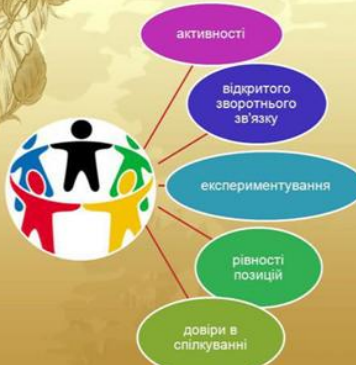 активності
відкритого
зворотнього
зв'язку
експериментування
рівності
позицій
довіри в
спілкуванні